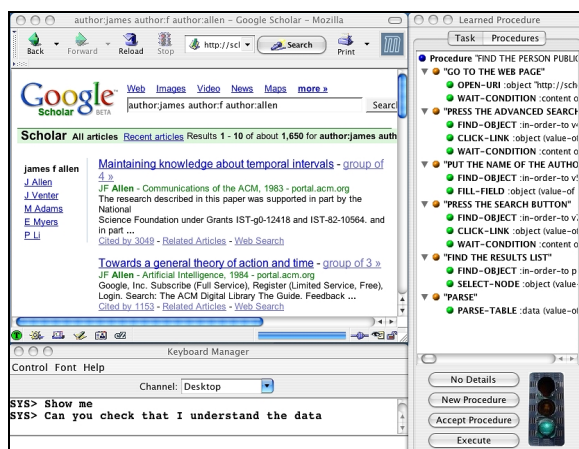 author:james author:f author:allen - Google Scholar - Mozilla
Back Forward Reload Stop http://scl Search Print
Google Scholar BETA
Web Images Video News Maps more »
author:james author:f author:allen Searc
Scholar All articles Recent articles Results 1 - 10 of about 1,650 for author:james auth
james f allen
J Allen
J Venter
M Adams
E Myers
P Li
Maintaining knowledge about temporal intervals - group of
4 »
JF Allen - Communications of the ACM, 1983 - portal.acm.org
The research described in this paper was supported in part by the
National
Science Foundation under Grants IST-g0-12418 and IST-82-10564. and
in part ...
Cited by 3049 - Related Articles - Web Search
Towards a general theory of action and time - group of 3 »
JF Allen - Artificial Intelligence, 1984 - portal.acm.org
Google, Inc. Subscribe (Full Service), Register (Limited Service, Free),
Login. Search: The ACM Digital Library The Guide. Feedback ...
Cited by 1153 - Related Articles - Web Search
Keyboard Manager
Control Font Help
Channel: Desktop
SYS> Show me
SYS> Can you check that I understand the data
Learned Procedure
Task Procedures
Procedure "FIND THE PERSON PUBLIC
"GO TO THE WEB PAGE"
OPEN-URI :object "http://sch
WAIT-CONDITION :content o
"PRESS THE ADVANCED SEARCH
FIND-OBJECT :in-order-to v
CLICK-LINK :object (value-of
WAIT-CONDITION :content o
"PUT THE NAME OF THE AUTHO
FIND-OBJECT :in-order-to v
FILL-FIELD :object (value-of
"PRESS THE SEARCH BUTTON"
FIND-OBJECT :in-order-to v
CLICK-LINK :object (value-o
WAIT-CONDITION :content o
"FIND THE RESULTS LIST"
FIND-OBJECT :in-order-to p
SELECT-NODE :object (value-
"PARSE"
PARSE-TABLE :data (value-o
No Details
New Procedure
Accept Procedure
Execute